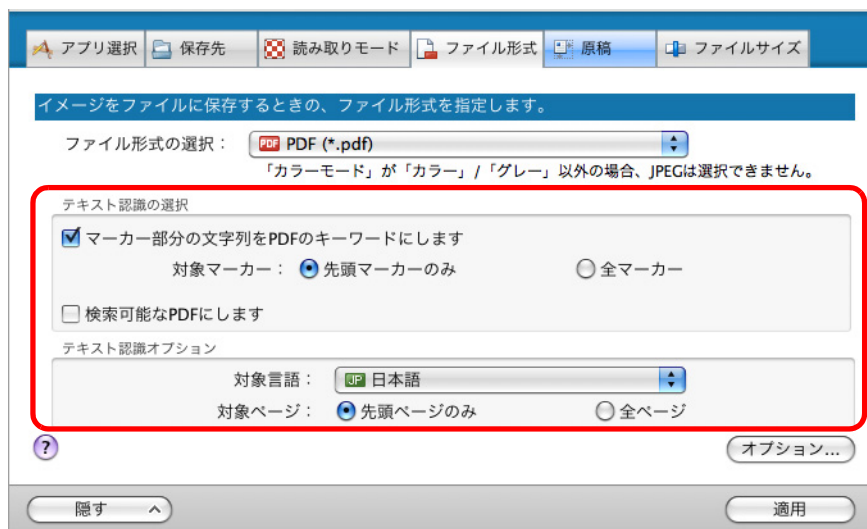 アプリ選択 保存先 読み取りモード ファイル形式 原稿 ファイルサイズ
イメージをファイルに保存するときの、ファイル形式を指定します。
ファイル形式の選択： PDF PDF (*.pdf)
「カラーモード」が「カラー」/「グレー」以外の場合、JPEGは選択できません。
テキスト認識の選択
マーカー部分の文字列をPDFのキーワードにします
対象マーカー： 先頭マーカーのみ 全マーカー
検索可能なPDFにします
テキスト認識オプション
対象言語： JP 日本語
対象ページ： 先頭ページのみ 全ページ
? オプション...
隠す 適用